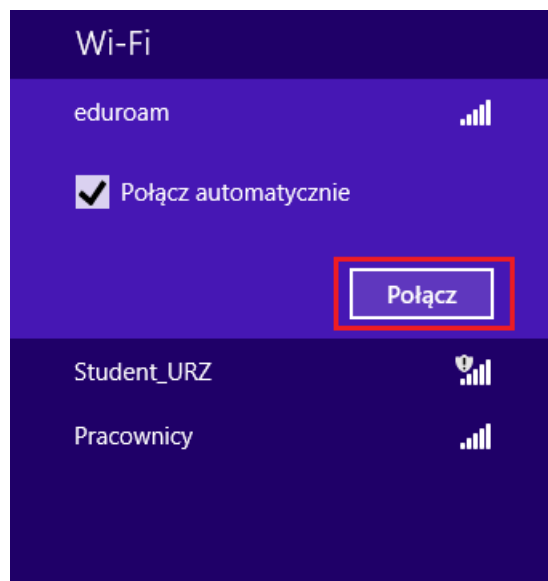 Wi-Fi
eduroam
Połącz automatycznie
Połącz
Student_URZ
Pracownicy